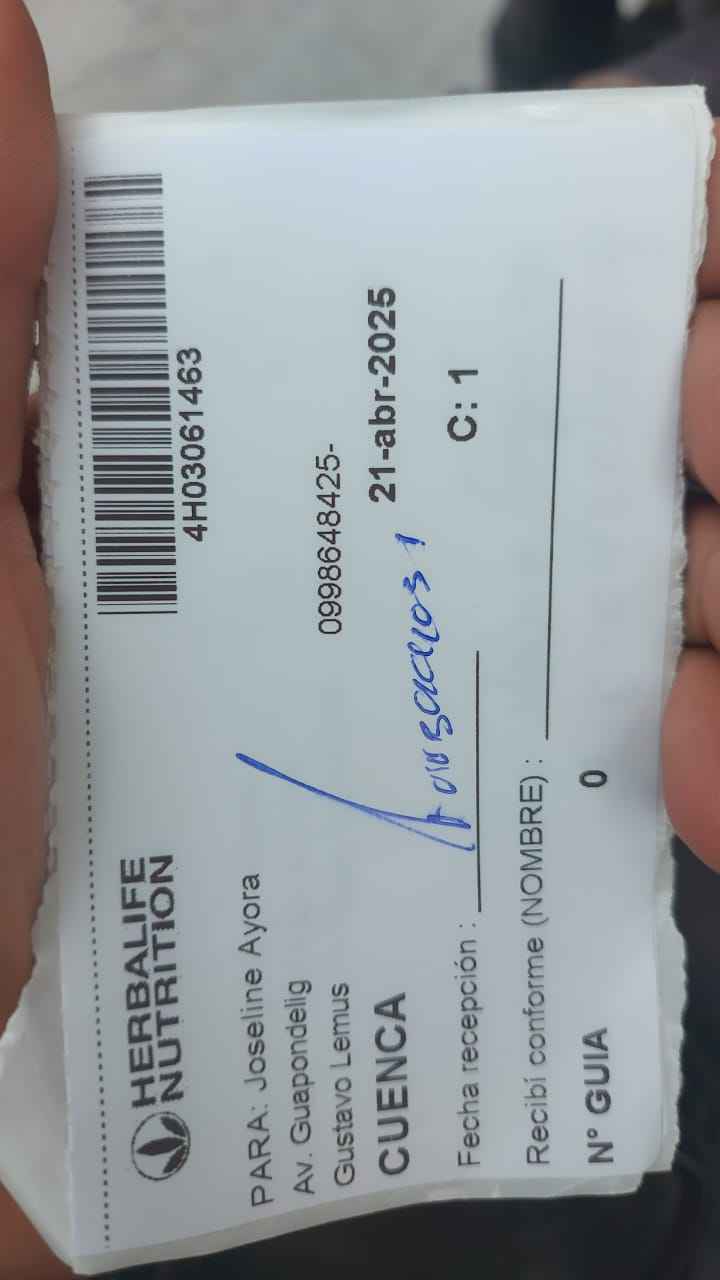 HERBALIFE
NUTRITION
4H03061463
PARA: Joseline Ayora
Av. Guapondelig
0998648425-
Gustavo Lemus
CUENCA
21-abr-2025
Fecha recepción :
C: 1
Recibí conforme (NOMBRE) :
N° GUIA 0